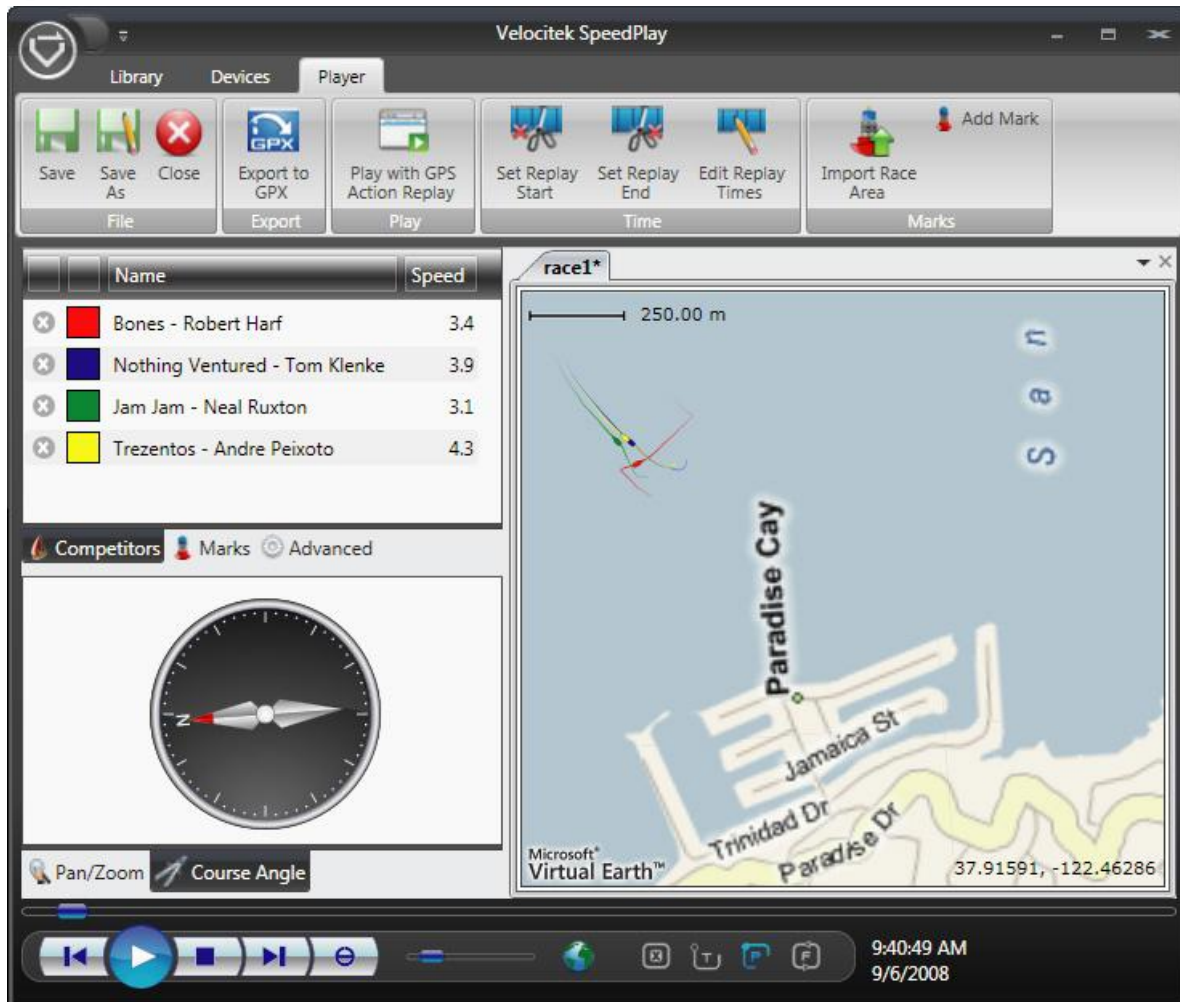 Velocitek SpeedPlay
Library Devices Player
Save
Save As
Close
File
Export to GPX
GPX
Export
Play with GPS Action Replay
Play
Set Replay Start
Set Replay End
Edit Replay Times
Time
Import Race Area
Add Mark
Marks
Name Speed
Bones - Robert Harf 3.4
Nothing Ventured - Tom Klenke 3.9
Jam Jam - Neal Ruxton 3.1
Trezentos - Andre Peixoto 4.3
Competitors Marks Advanced
N
Pan/Zoom Course Angle
race1*
250.00 m
San
Paradise Cay
Jamaica St
Trinidad Dr
Paradise Dr
Microsoft®
Virtual Earth™
37.91591, -122.46286
X T P F
9:40:49 AM
9/6/2008